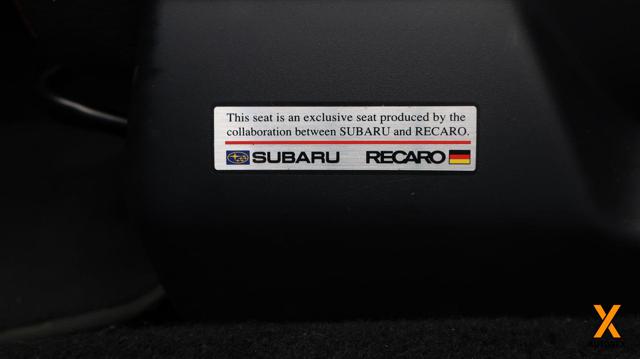 This seat is an exclusive seat produced by the
collaboration between SUBARU and RECARO.
SUBARU RECARO
X